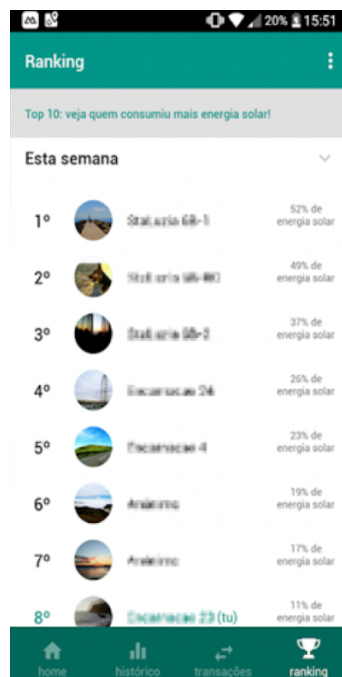 20% 15:51
Ranking
Top 10: veja quem consumiu mais energia solar!
Esta semana
1º
52% de
energia solar
2º
49% de
energia solar
3º
37% de
energia solar
4º
26% de
energia solar
5º
23% de
energia solar
6º
19% de
energia solar
7º
17% de
energia solar
8º
(tu)
11% de
energia solar
home histórico transações ranking